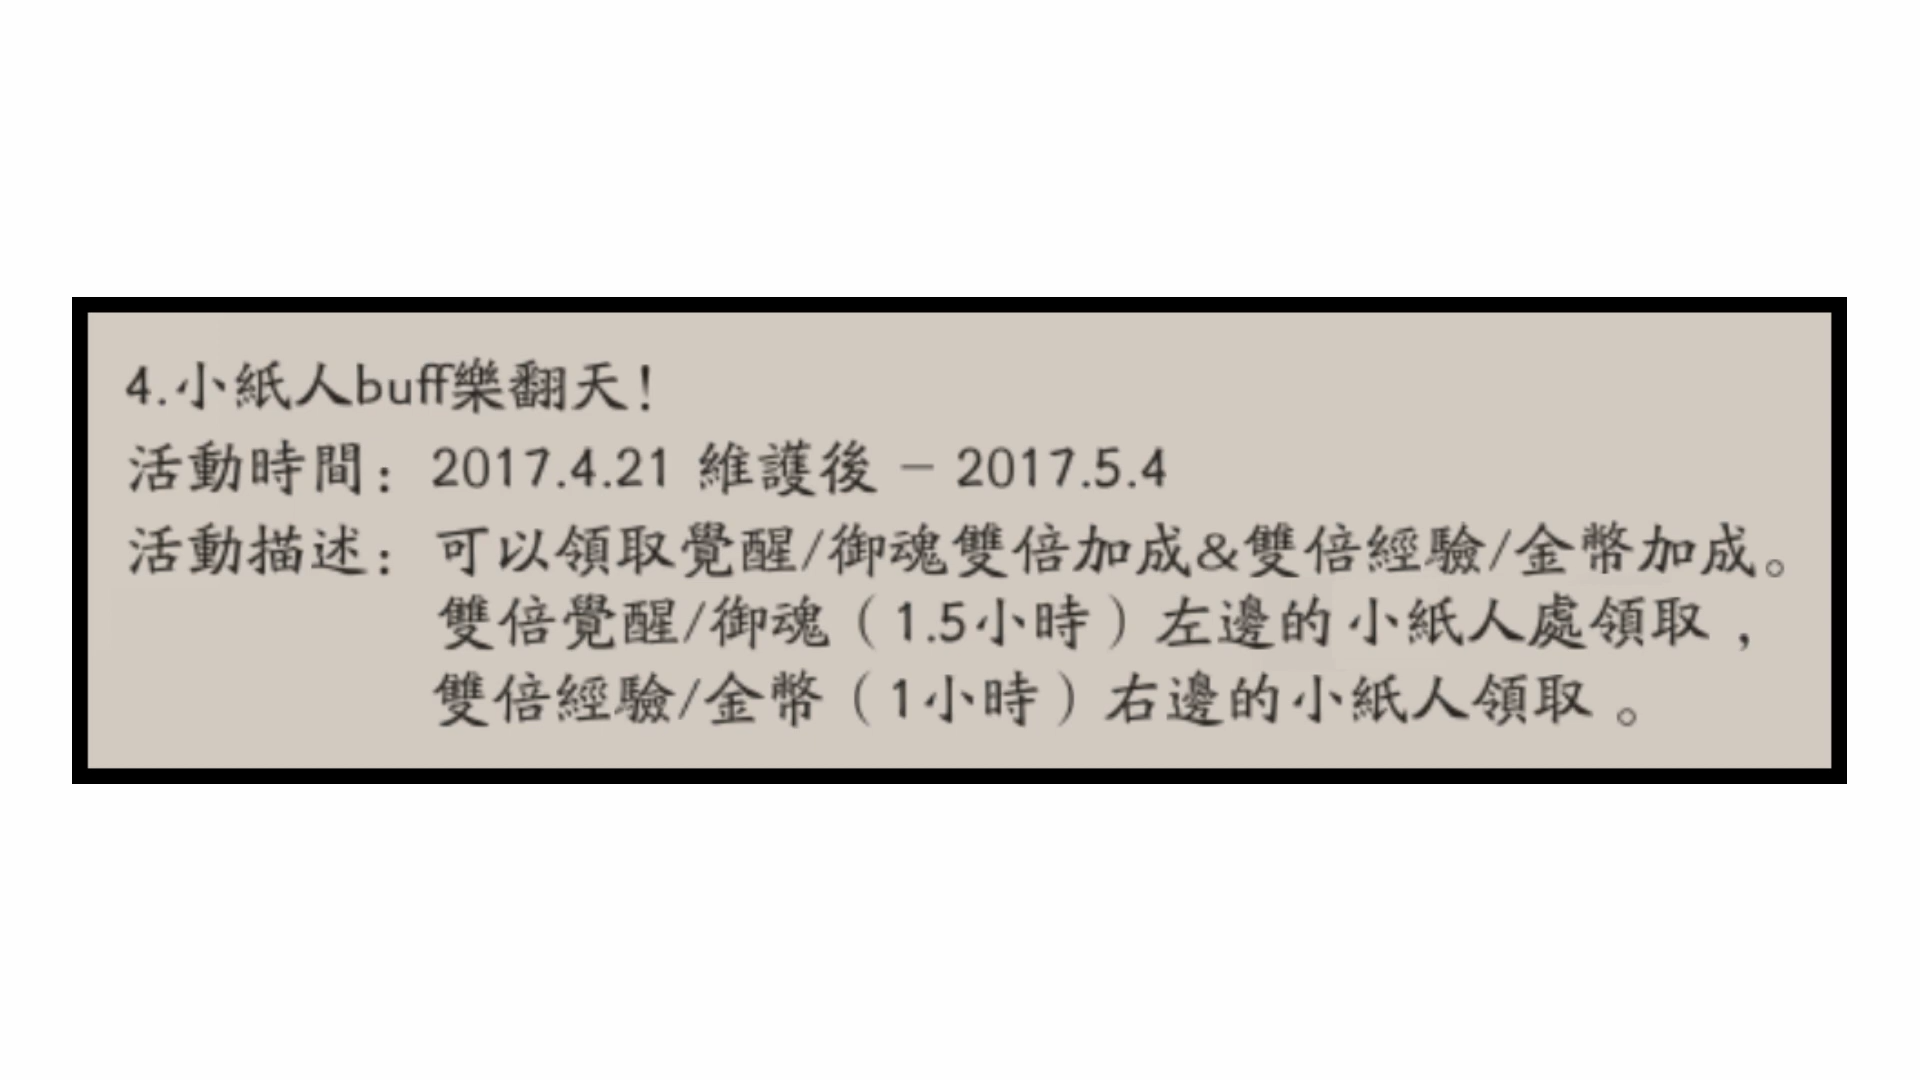 4.小紙人buff樂翻天!
活動時間: 2017.4.21 維護後 – 2017.5.4
活動描述: 可以領取覺醒/御魂雙倍加成&雙倍經驗/金幣加成。
雙倍覺醒/御魂（1.5小時）左邊的小紙人處領取，
雙倍經驗/金幣（1小時）右邊的小紙人領取。